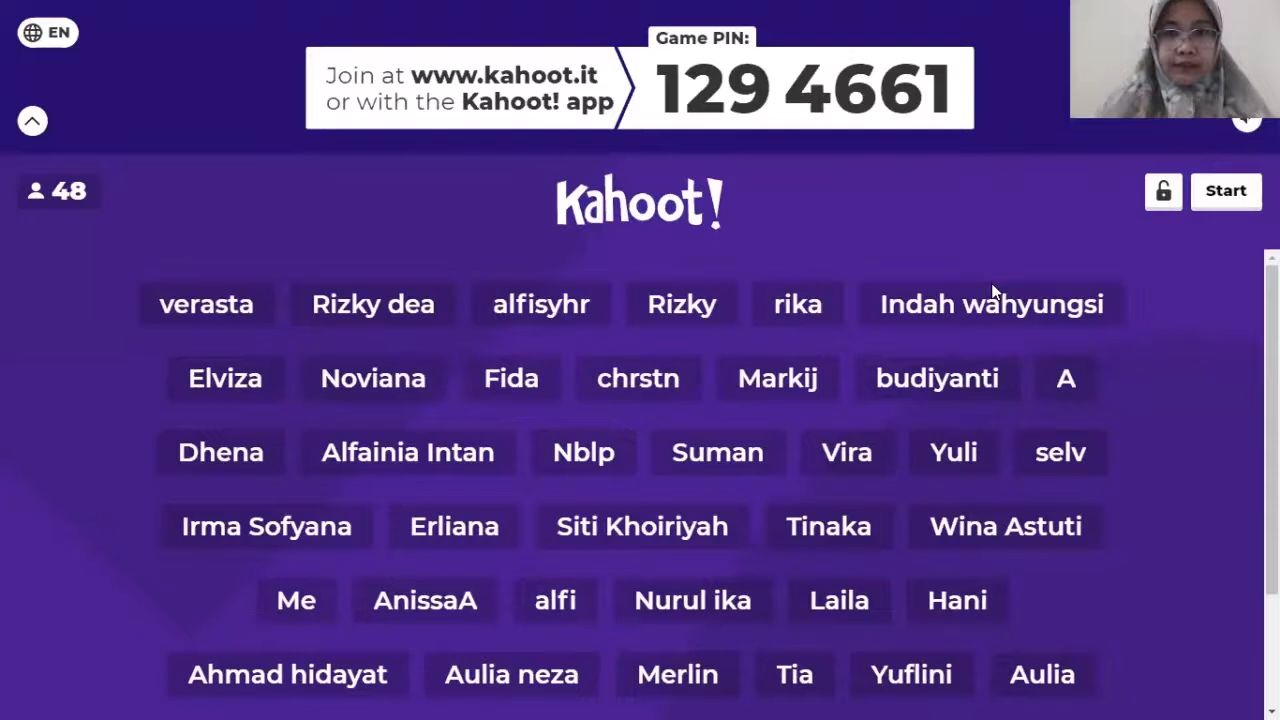 EN
Game PIN:
Join at www.kahoot.it
or with the Kahoot! app
129 4661
48
Kahoot!
Start
verasta Rizky dea alfisyhr Rizky rika Indah wahyungsi
Elviza Noviana Fida chrstn Markij budiyanti A
Dhena Alfainia Intan Nblp Suman Vira Yuli selv
Irma Sofyana Erliana Siti Khoiriyah Tinaka Wina Astuti
Me AnissaA alfi Nurul ika Laila Hani
Ahmad hidayat Aulia neza Merlin Tia Yuflini Aulia